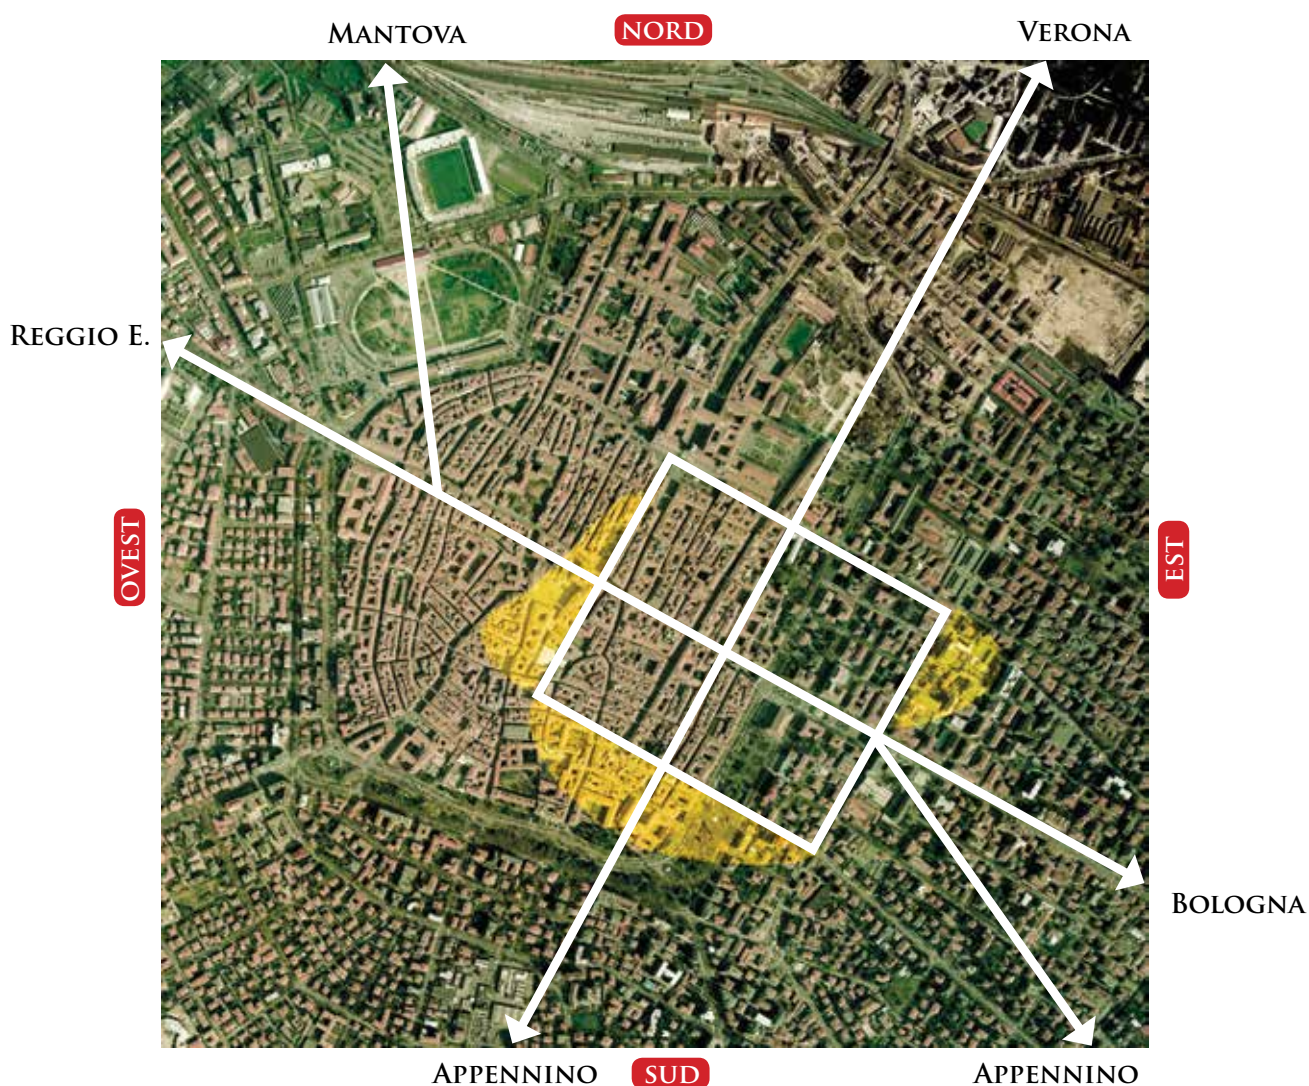 MANTOVA
NORD
VERONA
REGGIO E.
OVEST
EST
BOLOGNA
APPENNINO
SUD
APPENNINO